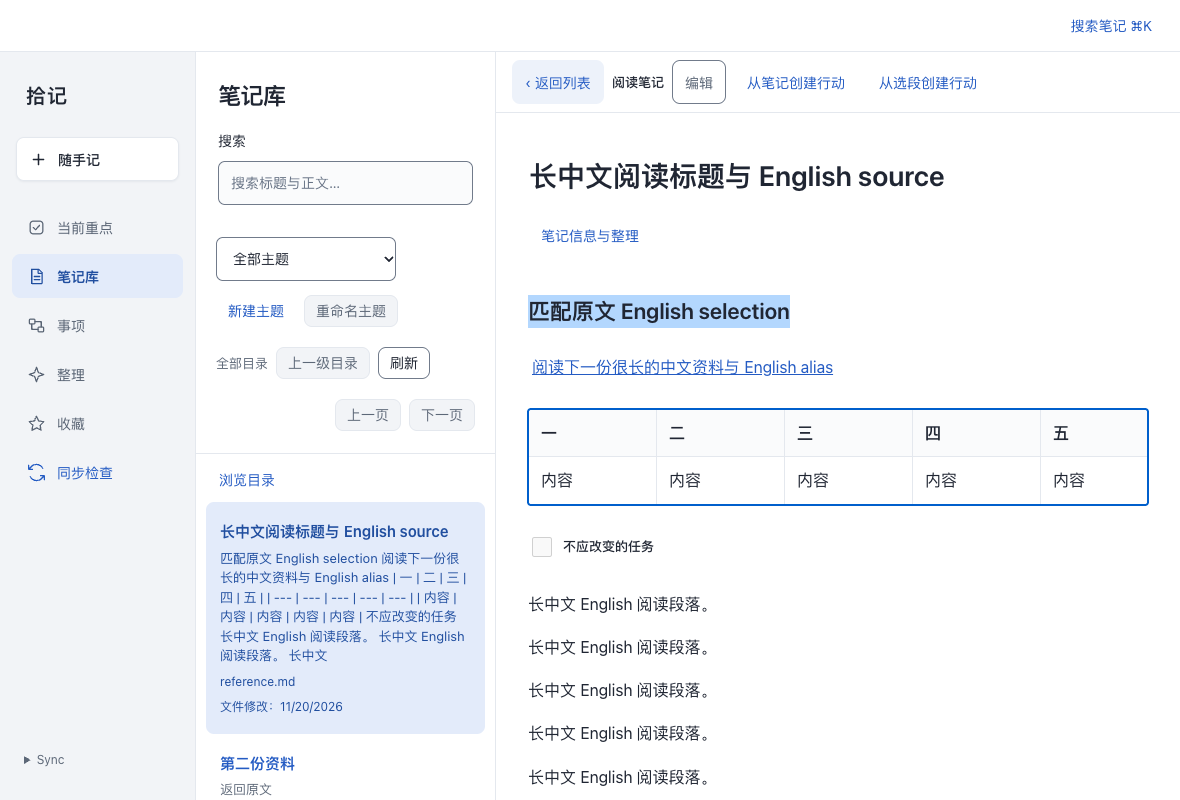 搜索笔记 ⌘K
拾记
随手记
当前重点
笔记库
事项
整理
收藏
同步检查
Sync
笔记库
搜索
搜索标题与正文...
全部主题
新建主题 重命名主题
全部目录 上一级目录 刷新
上一页 下一页
浏览目录
长中文阅读标题与 English source
匹配原文 English selection 阅读下一份很
长的中文资料与 English alias | 一 | 二 | 三 |
四 | 五 | | --- | --- | --- | --- | --- | | 内容 |
内容 | 内容 | 内容 | 内容 | 不应改变的任务
长中文 English 阅读段落。 长中文 English
阅读段落。 长中文
reference.md
文件修改：11/20/2026
第二份资料
返回原文
‹ 返回列表 阅读笔记 编辑 从笔记创建行动 从选段创建行动
长中文阅读标题与 English source
笔记信息与整理
匹配原文 English selection
阅读下一份很长的中文资料与 English alias
一 二 三 四 五
内容 内容 内容 内容 内容
不应改变的任务
长中文 English 阅读段落。
长中文 English 阅读段落。
长中文 English 阅读段落。
长中文 English 阅读段落。
长中文 English 阅读段落。